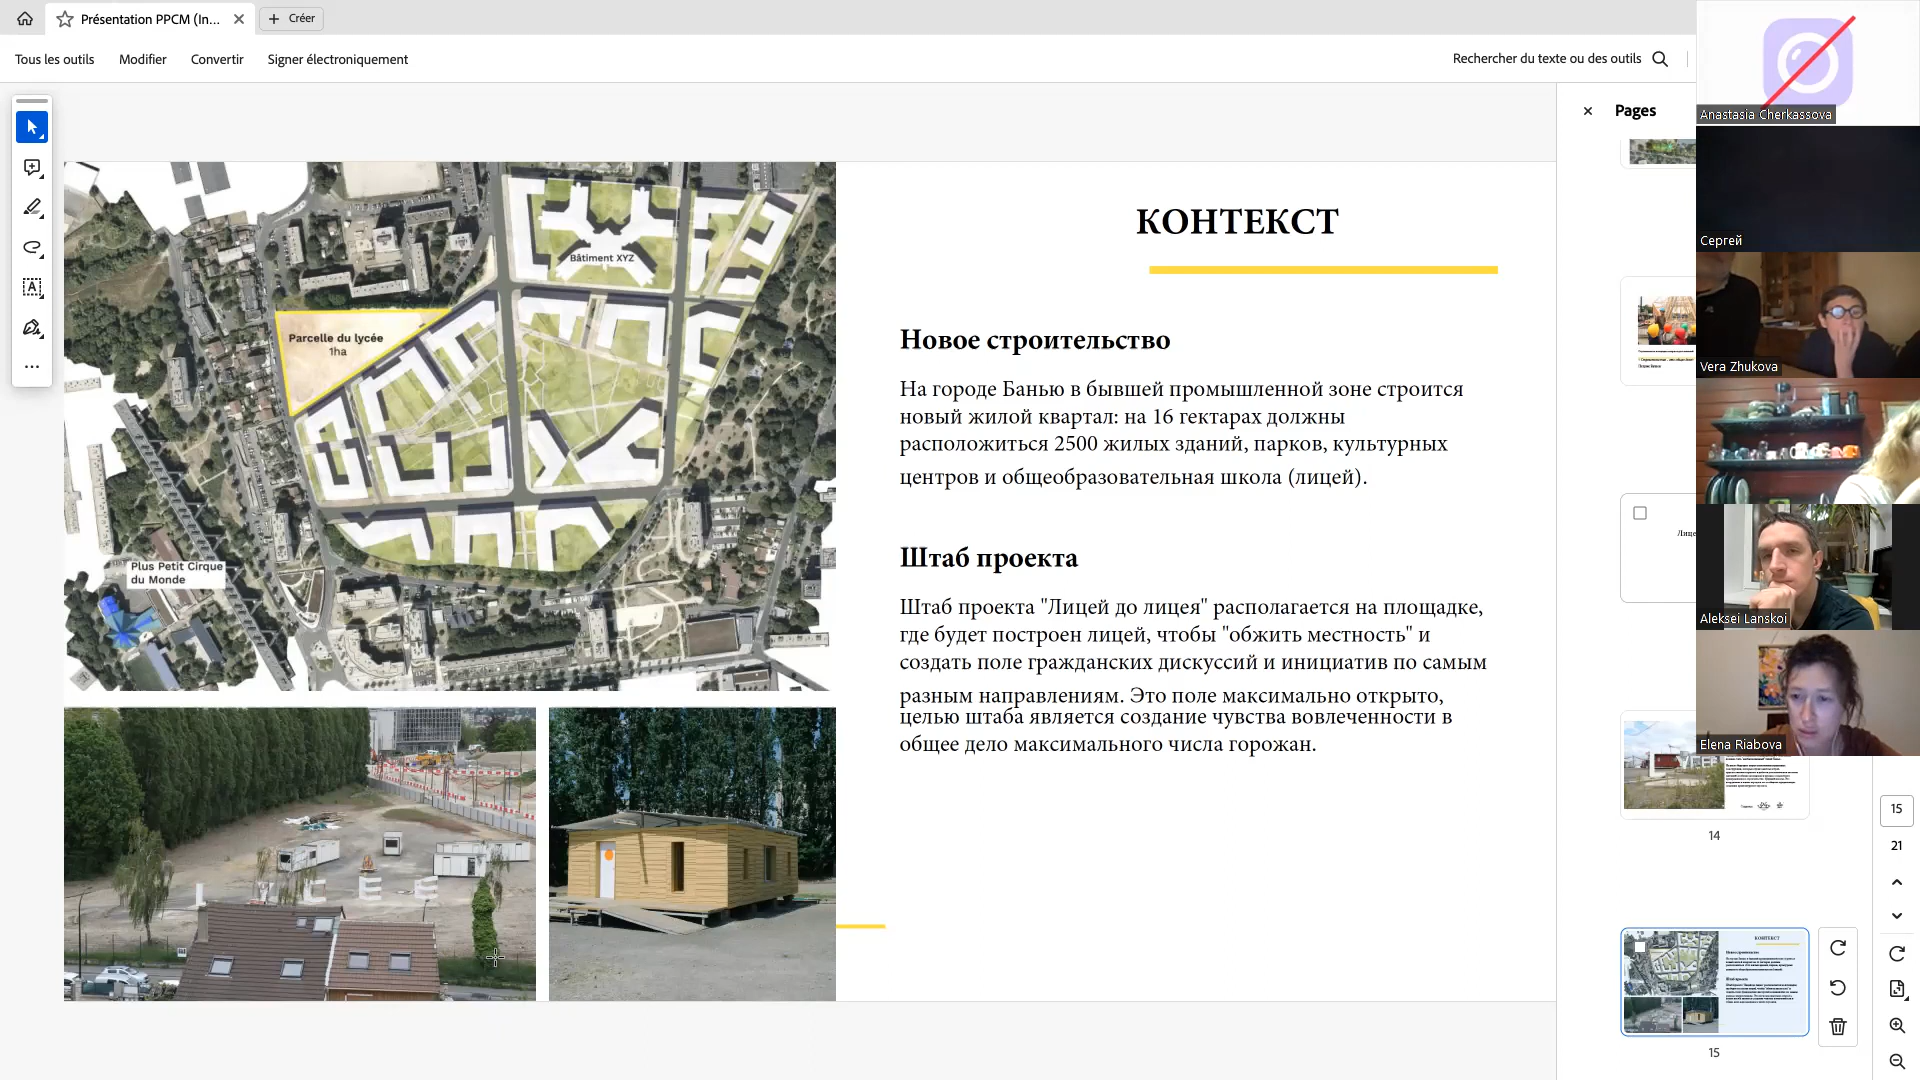 Présentation PPCM (In...
Créer
Tous les outils
Modifier
Convertir
Signer électroniquement
Rechercher du texte ou des outils
Pages
Bâtiment XYZ
Parcelle du lycée
1ha
Plus Petit Cirque
du Monde
LYCEE
КОНТЕКСТ
Новое строительство
На городе Банью в бывшей промышленной зоне строится
новый жилой квартал: на 16 гектарах должны
расположиться 2500 жилых зданий, парков, культурных
центров и общеобразовательная школа (лицей).
Штаб проекта
Штаб проекта "Лицей до лицея" располагается на площадке,
где будет построен лицей, чтобы "обжить местность" и
создать поле гражданских дискуссий и инициатив по самым
разным направлениям. Это поле максимально открыто,
целью штаба является создание чувства вовлеченности в
общее дело максимального числа горожан.
Anastasia Cherkassova
Сергей
Vera Zhukova
Aleksei Lanskoi
Elena Riabova
Лице
14
КОНТЕКСТ
15
15
21